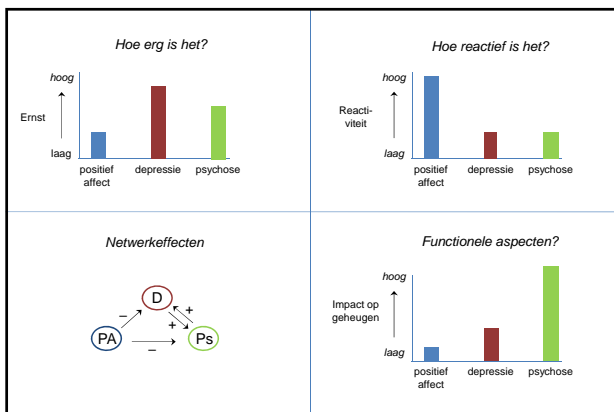 Hoe erg is het?
hoog
Ernst
laag
positief
affect
depressie
psychose
Hoe reactief is het?
hoog
Reacti-
viteit
laag
positief
affect
depressie
psychose
Netwerkeffecten
D
–
+
+
PA
Ps
–
Functionele aspecten?
hoog
Impact op
geheugen
laag
positief
affect
depressie
psychose